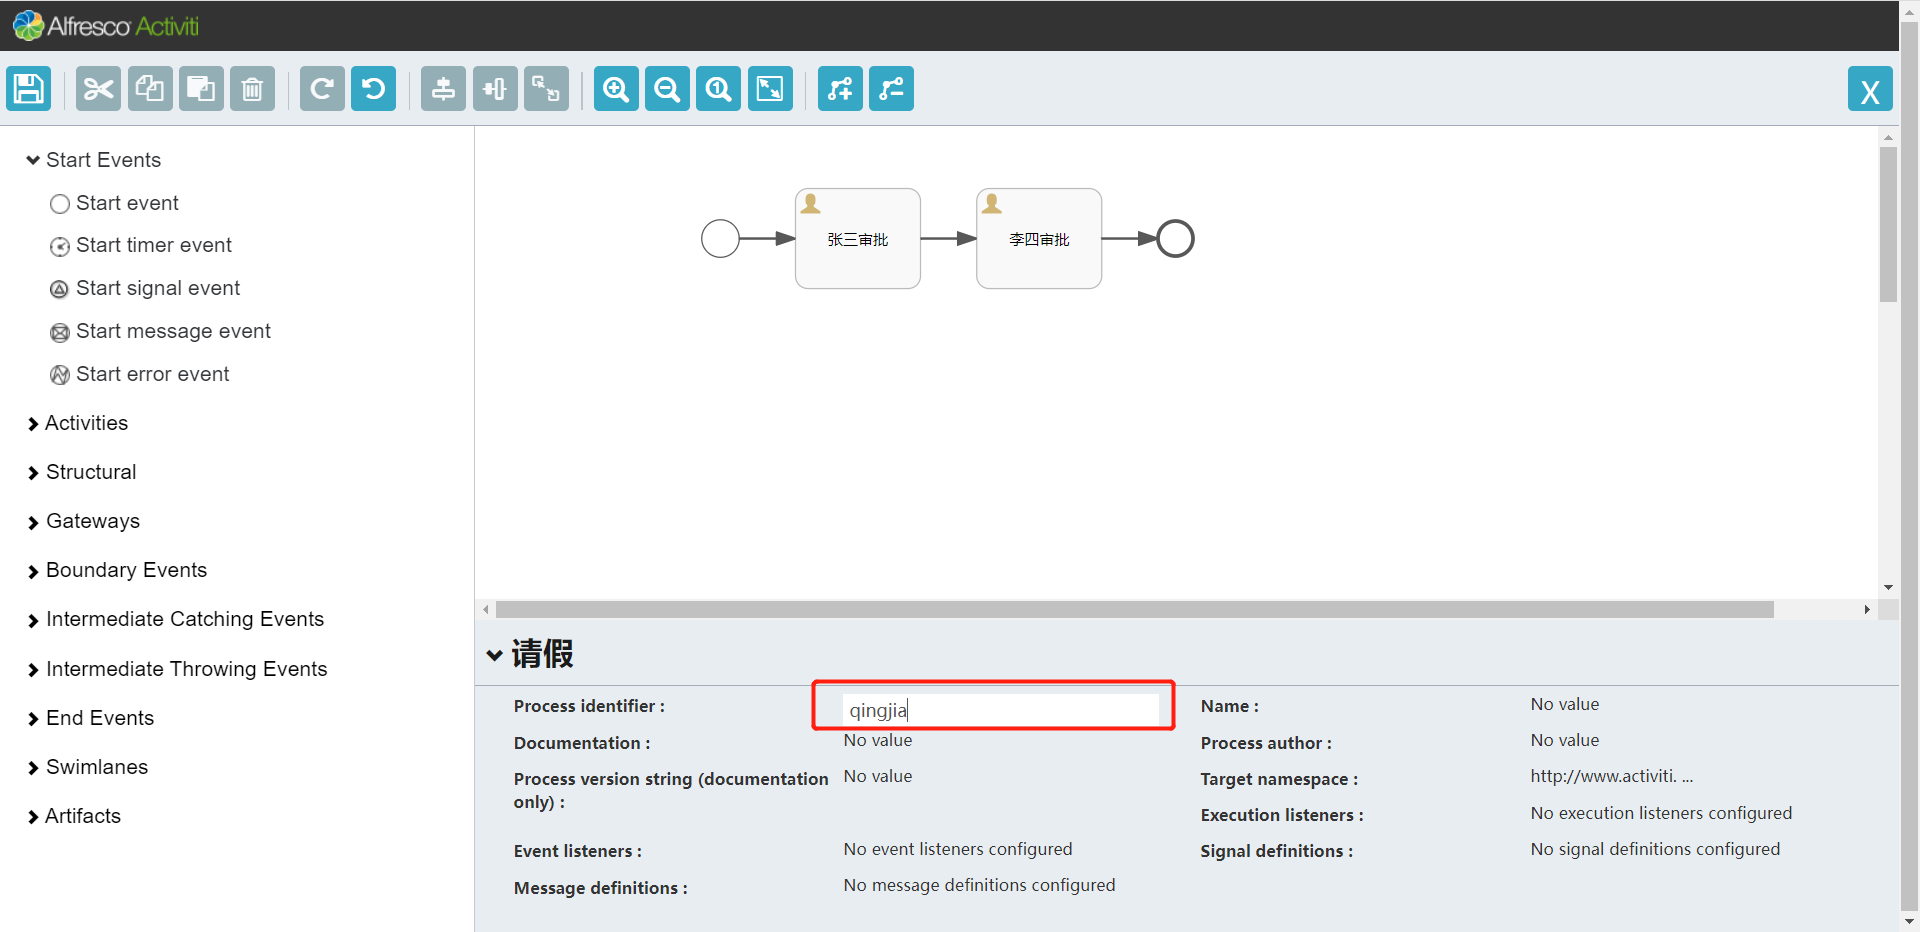 Alfresco Activiti
X
Start Events
Start event
Start timer event
Start signal event
Start message event
Start error event
Activities
Structural
Gateways
Boundary Events
Intermediate Catching Events
Intermediate Throwing Events
End Events
Swimlanes
Artifacts
张三审批
李四审批
请假
Process identifier :
qingjia
Name :
No value
Documentation :
No value
Process author :
No value
Process version string (documentation
only) :
No value
Target namespace :
http://www.activiti. ...
Execution listeners :
No execution listeners configured
Event listeners :
No event listeners configured
Signal definitions :
No signal definitions configured
Message definitions :
No message definitions configured